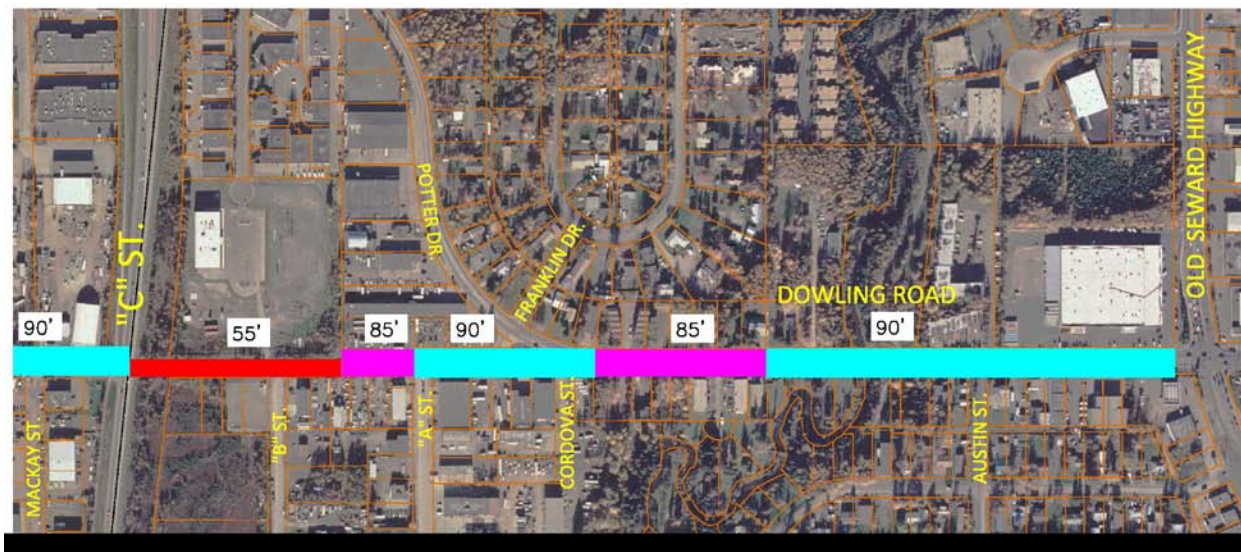 POTTER DR.
FRANKLIN DR.
"C" ST.
DOWLING ROAD
OLD SEWARD HIGHWAY
90'
55'
85'
90'
85'
90'
MACKAY ST.
"B" ST.
"A" ST.
CORDOVA ST.
AUSTIN ST.